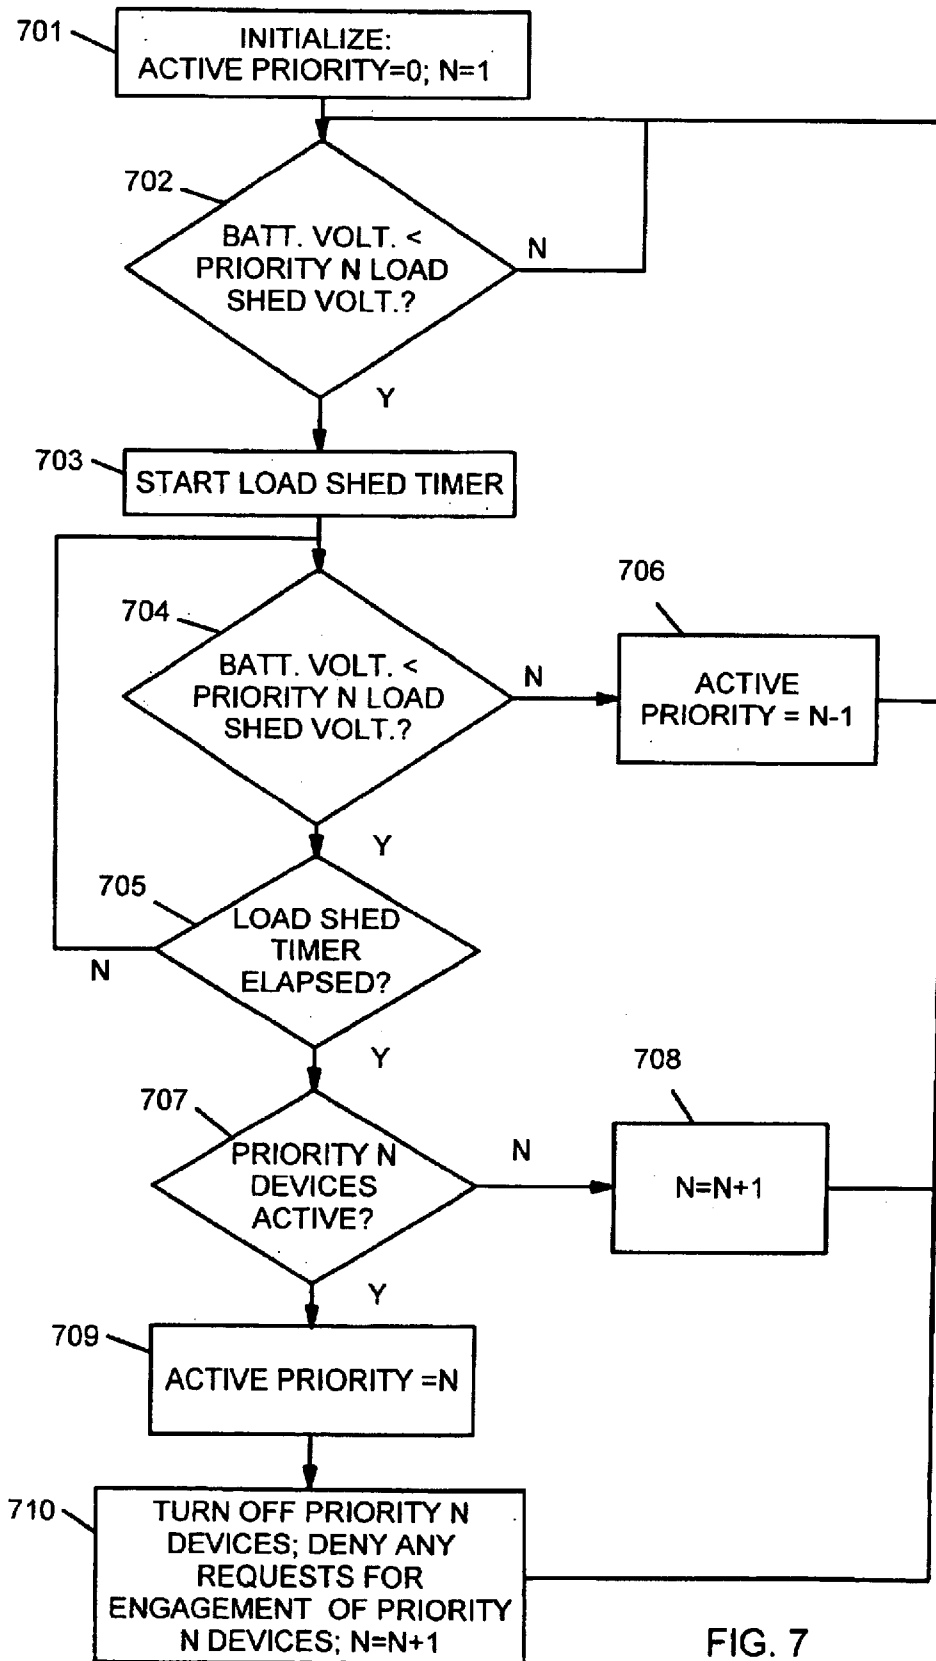 701
INITIALIZE:
ACTIVE PRIORITY=0; N=1
702
BATT. VOLT. <
PRIORITY N LOAD
SHED VOLT.?
N
Y
703
START LOAD SHED TIMER
704
BATT. VOLT. <
PRIORITY N LOAD
SHED VOLT.?
N
706
ACTIVE
PRIORITY = N-1
Y
705
LOAD SHED
TIMER
ELAPSED?
N
Y
707
PRIORITY N
DEVICES
ACTIVE?
N
708
N=N+1
Y
709
ACTIVE PRIORITY =N
710
TURN OFF PRIORITY N
DEVICES; DENY ANY
REQUESTS FOR
ENGAGEMENT OF PRIORITY
N DEVICES; N=N+1
FIG. 7